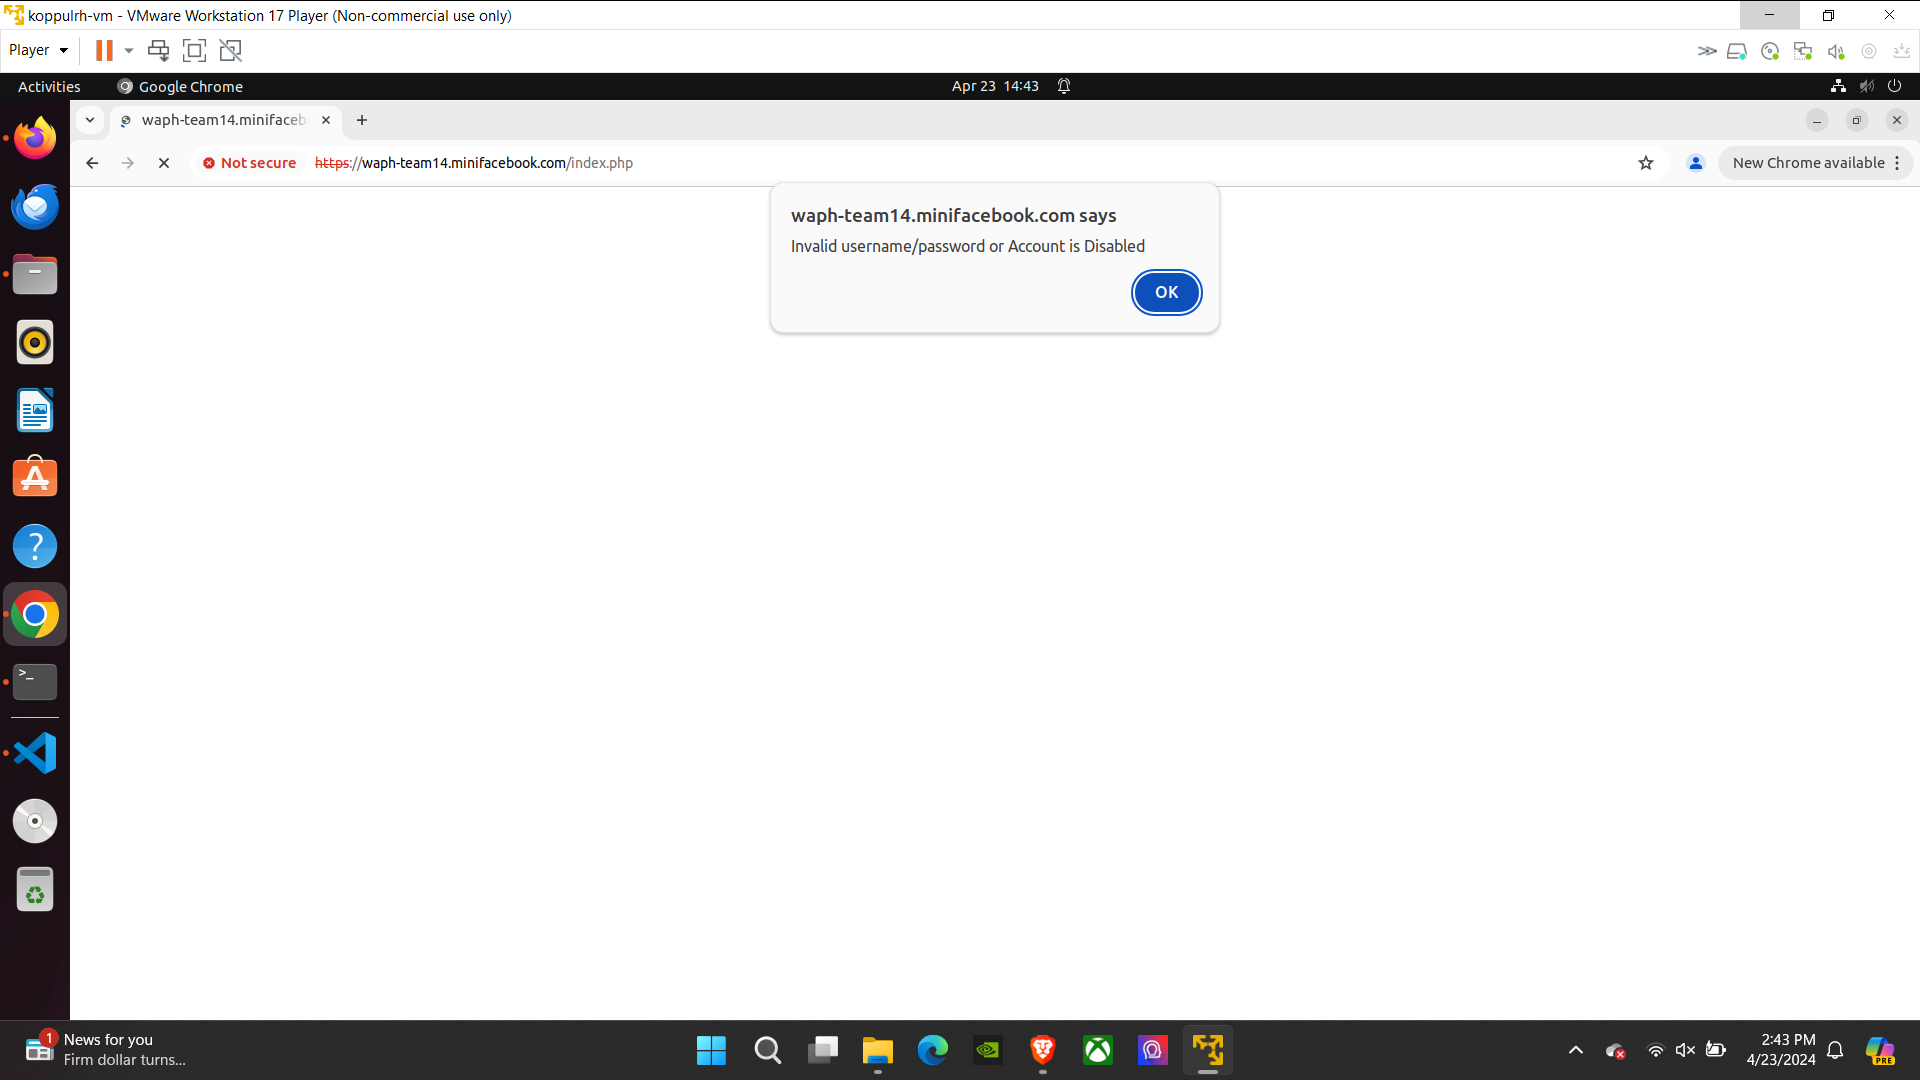 koppulrh-vm - VMware Workstation 17 Player (Non-commercial use only)
Player
Activities
Google Chrome
Apr 23 14:43
waph-team14.minifaceb
Not secure
https://waph-team14.minifacebook.com/index.php
New Chrome available
waph-team14.minifacebook.com says
Invalid username/password or Account is Disabled
OK
?
>_
1
News for you
Firm dollar turns...
2:43 PM
4/23/2024
PRE